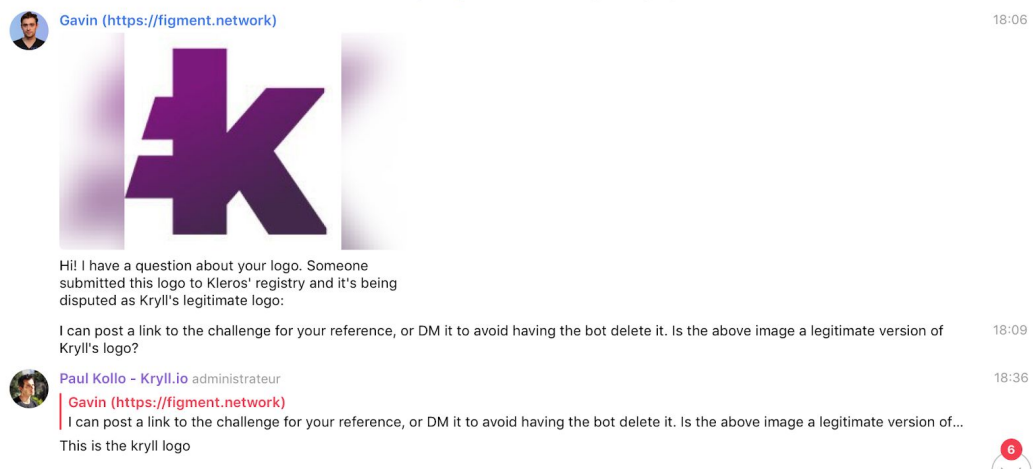 Gavin (https://figment.network)
18:06
Hi! I have a question about your logo. Someone
submitted this logo to Kleros' registry and it's being
disputed as Kryll's legitimate logo:
I can post a link to the challenge for your reference, or DM it to avoid having the bot delete it. Is the above image a legitimate version of
18:09
Kryll's logo?
Paul Kollo - Kryll.io administrateur
18:36
Gavin (https://figment.network)
I can post a link to the challenge for your reference, or DM it to avoid having the bot delete it. Is the above image a legitimate version of...
This is the kryll logo
6